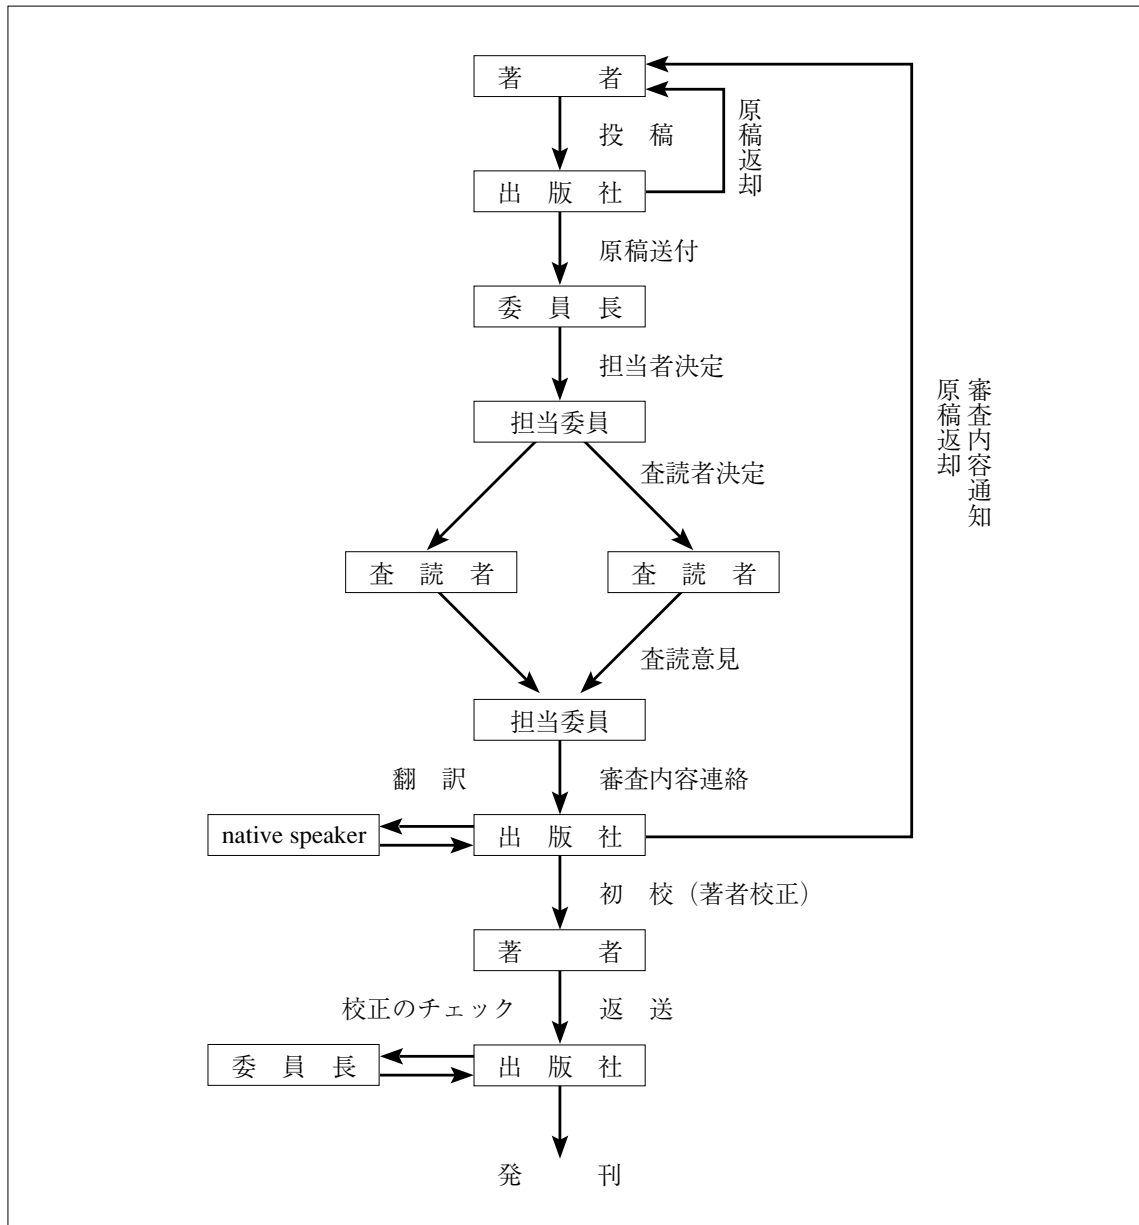 著　者
投　稿
原稿返却
出　版　社
原稿送付
委　員　長
担当者決定
担当委員
査読者決定
審査内容通知
原稿返却
査　読　者
査　読　者
査読意見
担当委員
翻　訳
審査内容連絡
native speaker
出　版　社
初　校（著者校正）
著　者
校正のチェック
返　送
委　員　長
出　版　社
発　刊